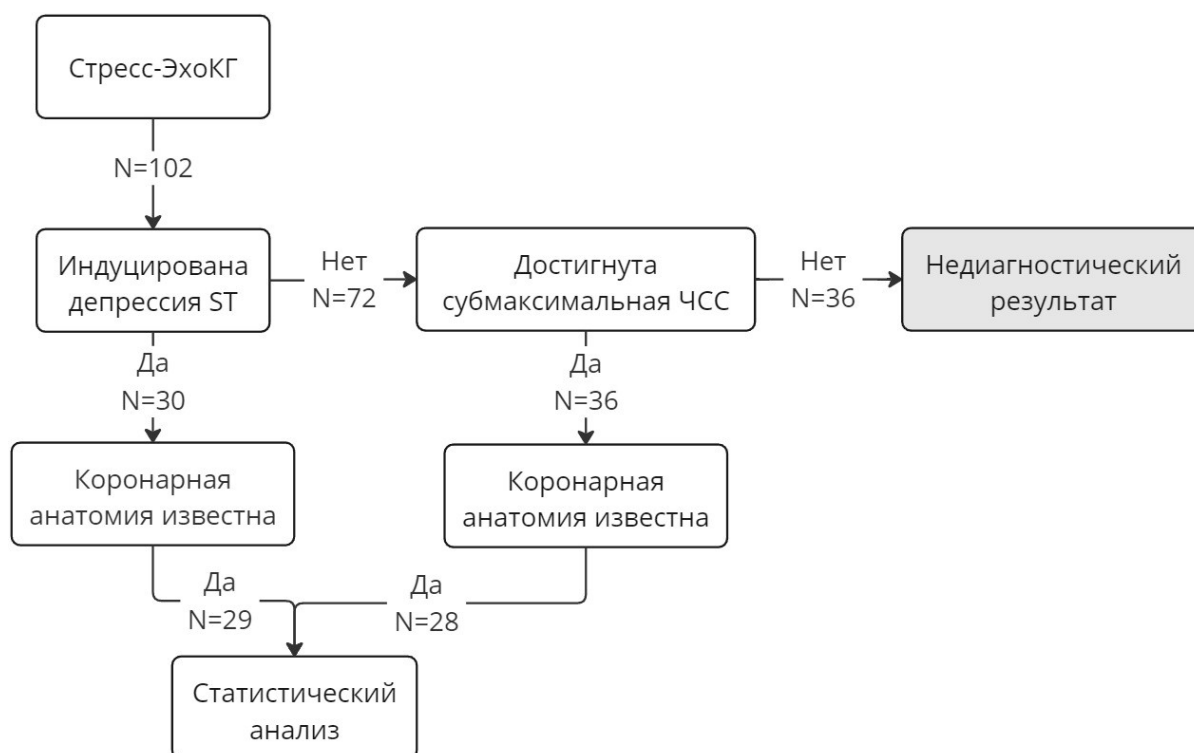 Стресс-ЭхоКГ
N=102
Индуцирована
депрессия ST
Нет
N=72
Достигнута
субмаксимальная ЧСС
Нет
N=36
Недиагностический
результат
Да
N=30
Да
N=36
Коронарная
анатомия известна
Коронарная
анатомия известна
Да
N=29
Да
N=28
Статистический
анализ